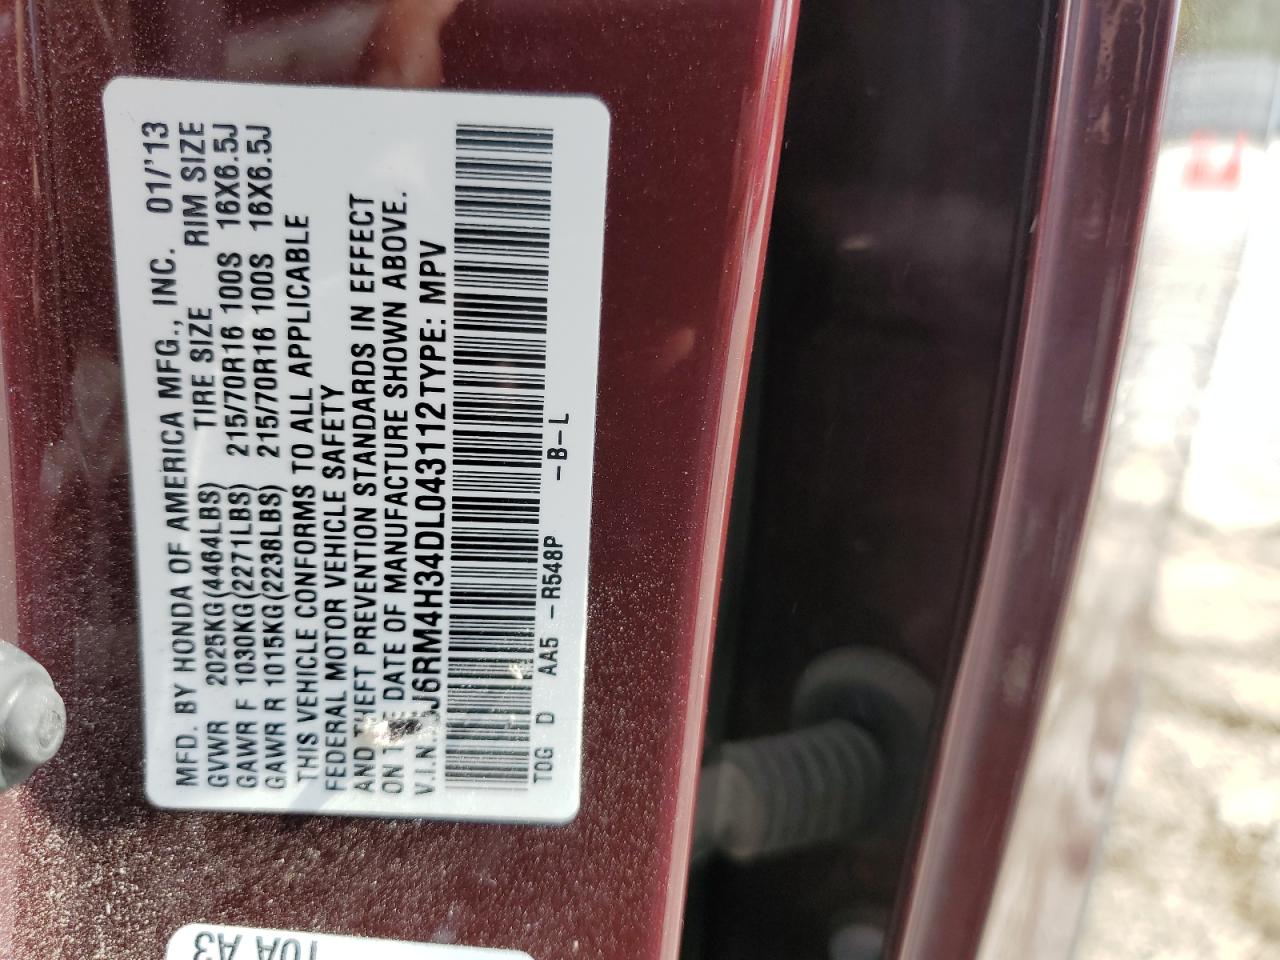 MFD. BY HONDA OF AMERICA MFG., INC. 01/'13
TIRE SIZE RIM SIZE
GVWR 2025KG(4464LBS)
GAWR F 1030KG(2271LBS) 215/70R16 100S 16X6.5J
GAWR R 1015KG(2238LBS) 215/70R16 100S 16X6.5J
THIS VEHICLE CONFORMS TO ALL APPLICABLE
FEDERAL MOTOR VEHICLE SAFETY
AND THEFT PREVENTION STANDARDS IN EFFECT
ON DATE OF MANUFACTURE SHOWN ABOVE.
V.I.N J6RM4H34DL043112 TYPE: MPV
TOG D AA5 -R548P -B-L
TOA A3